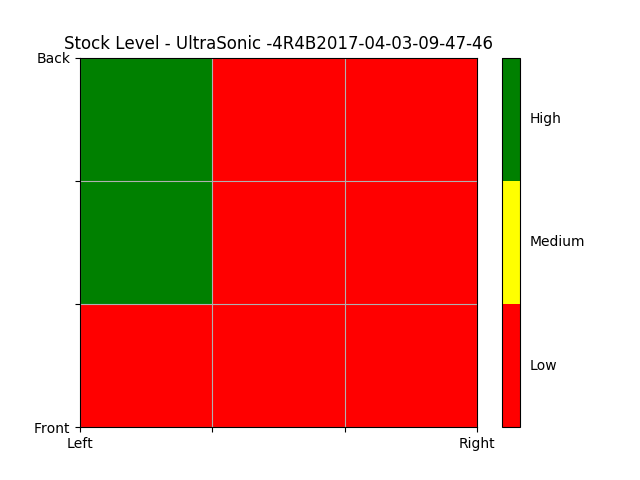 Stock Level - UltraSonic -4R4B2017-04-03-09-47-46
Back
High
Medium
Low
Front
Left
Right